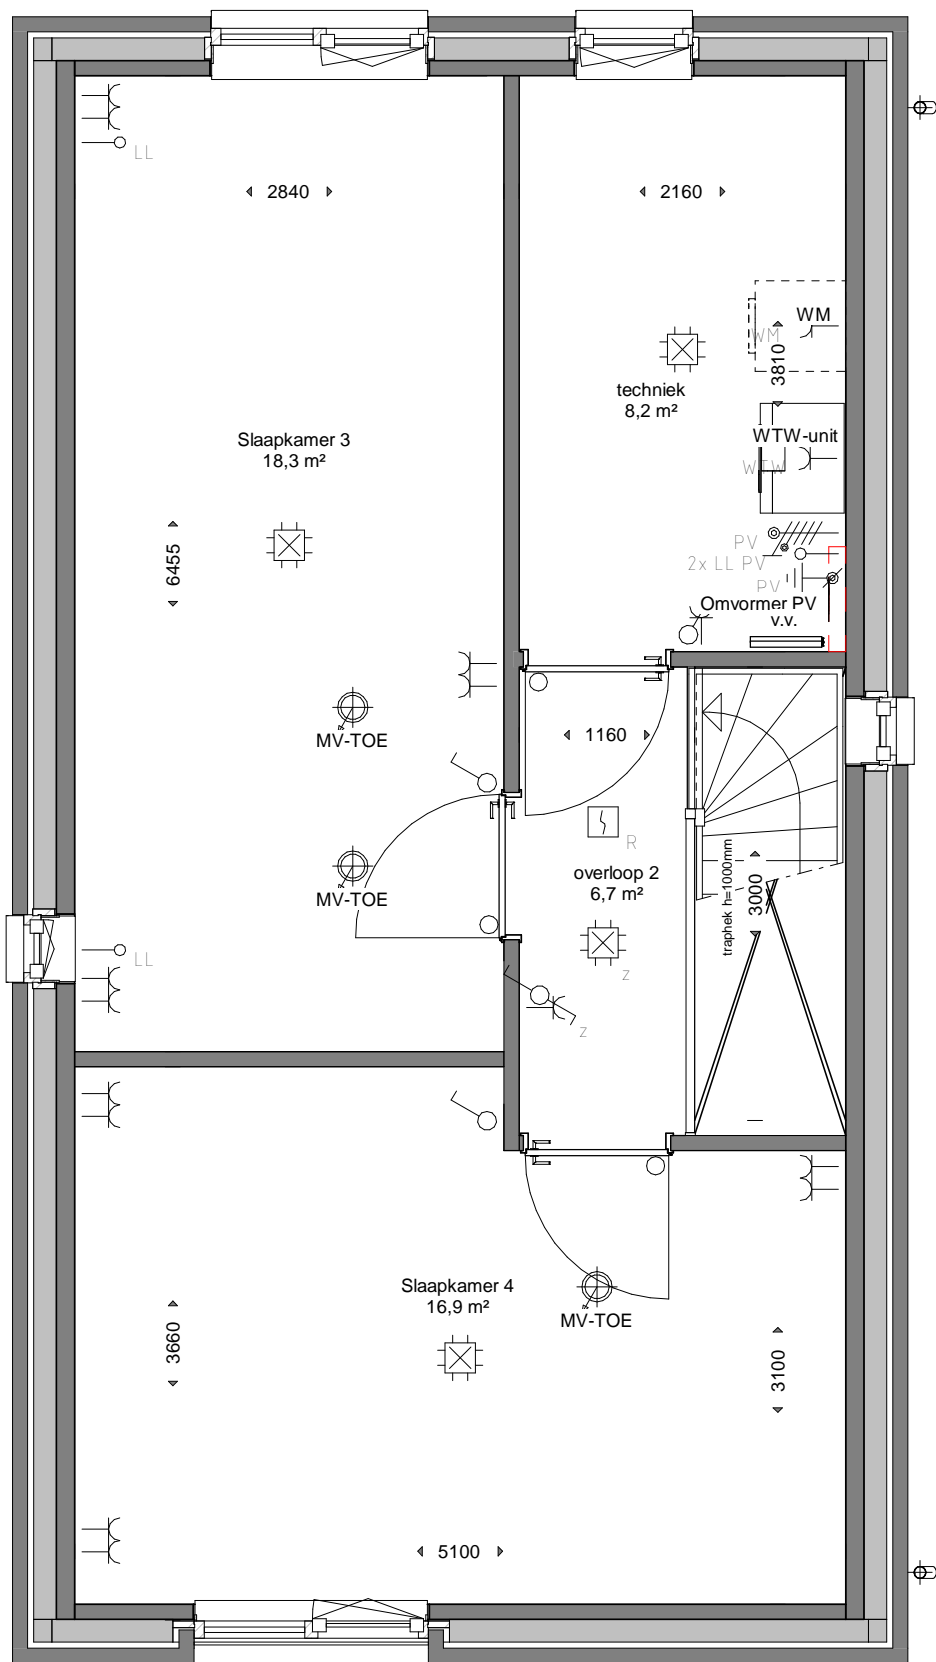 LL
2840
2160
WM
WM
3810
techniek
8,2 m²
Slaapkamer 3
18,3 m²
WTW-unit
WTW
6455
PV
2x LL PV
PV
Omvormer PV
v.v.
MV-TOE
1160
R
traphek h=1000mm
3000
overloop 2
6,7 m²
MV-TOE
LL
z
z
Slaapkamer 4
16,9 m²
MV-TOE
3660
3100
5100